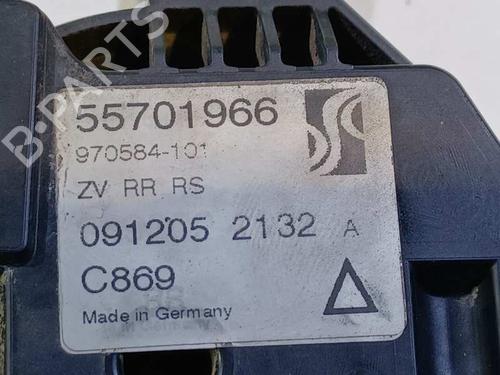 B-PARTS
55701966
970584-101
ZV RR RS
091205 2132 A
C869
Made in Germany